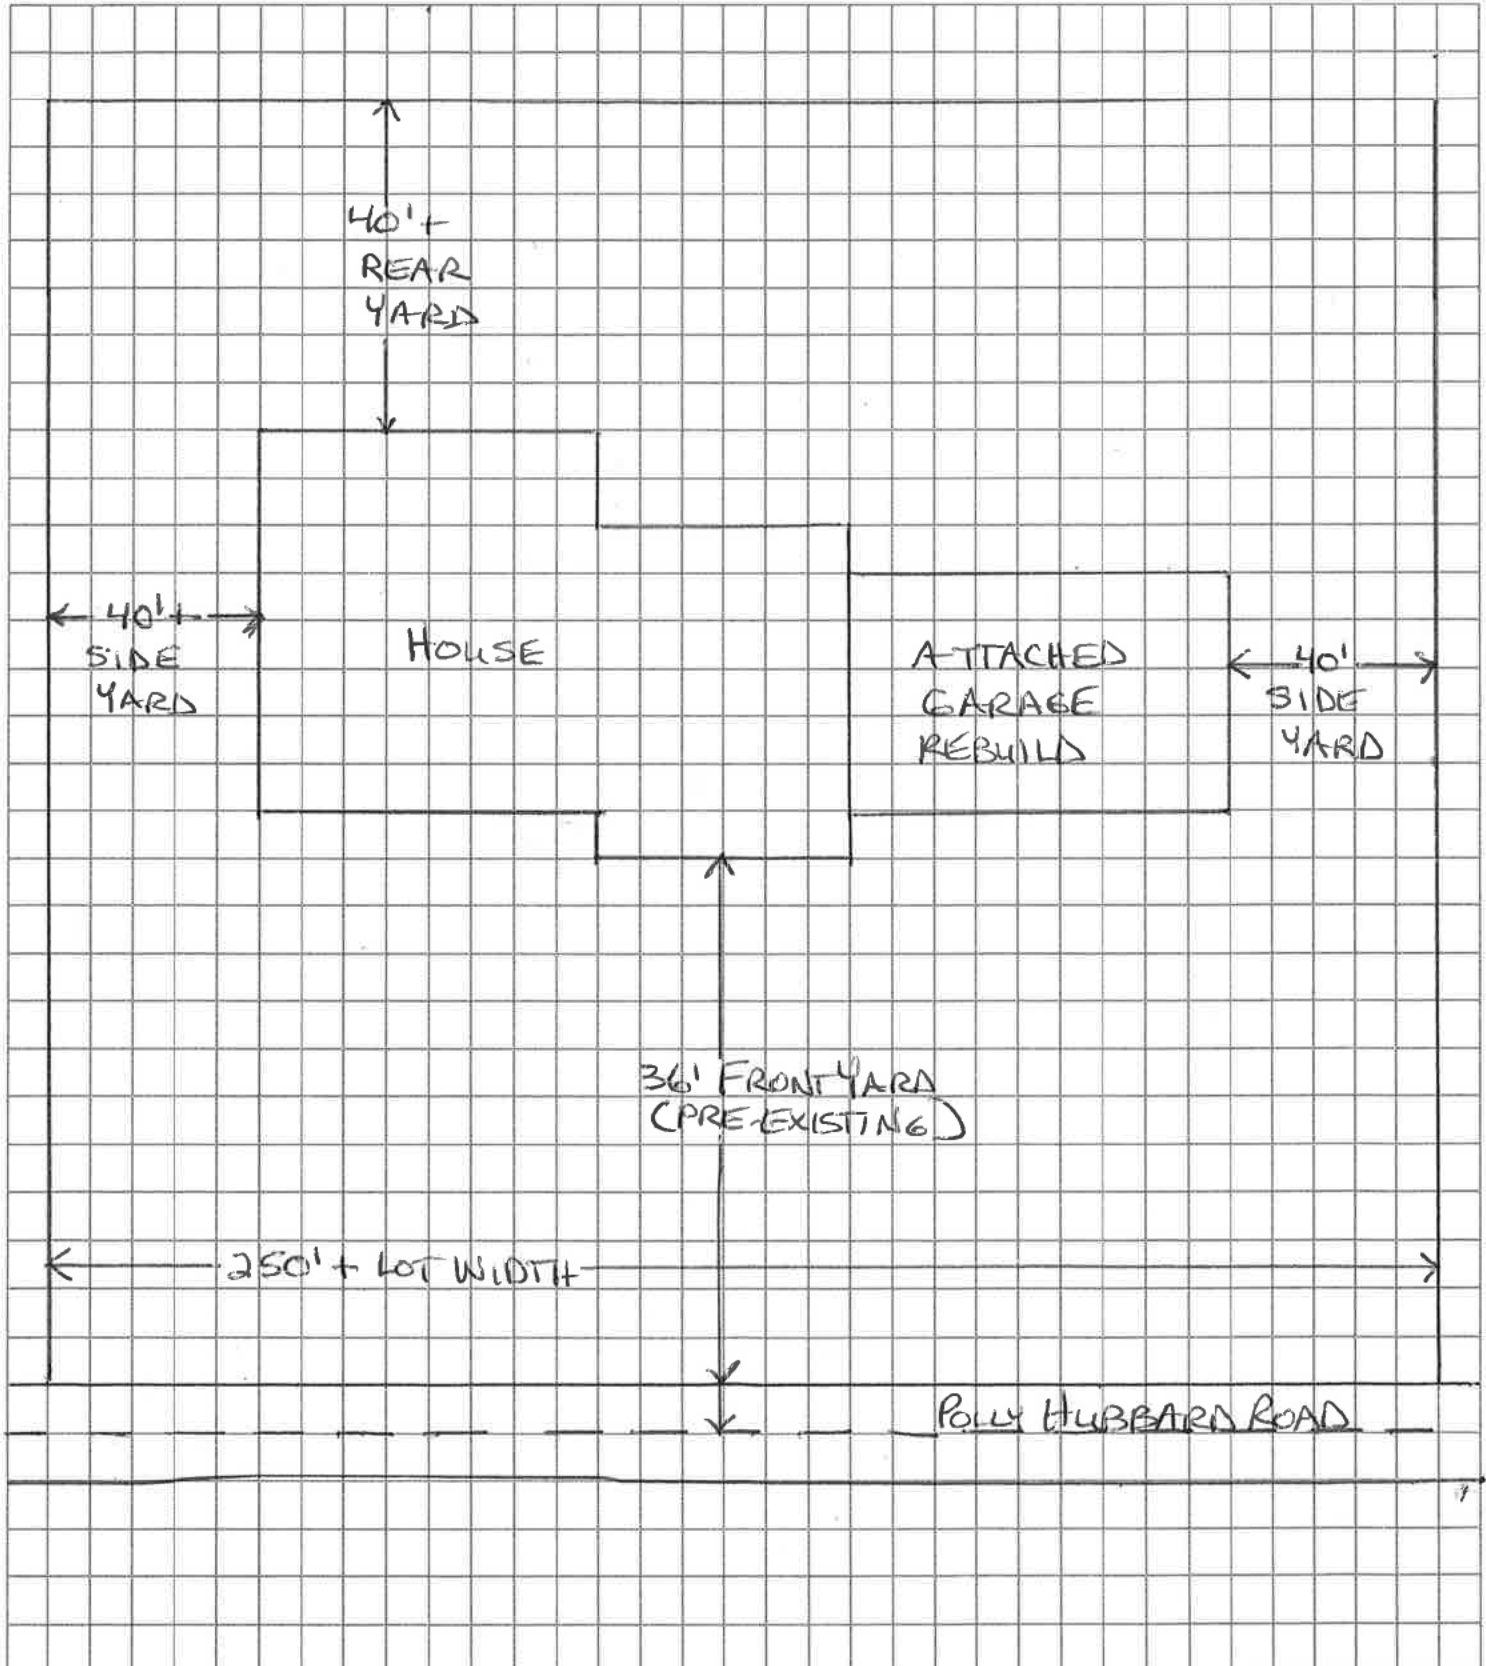 40'+
REAR
YARD
40'+
SIDE
YARD
HOUSE
ATTACHED
GARAGE
REBUILD
40'
SIDE
YARD
36' FRONT YARD
(PRE-EXISTING)
250'+ LOT WIDTH
POLLY HUBBARD ROAD